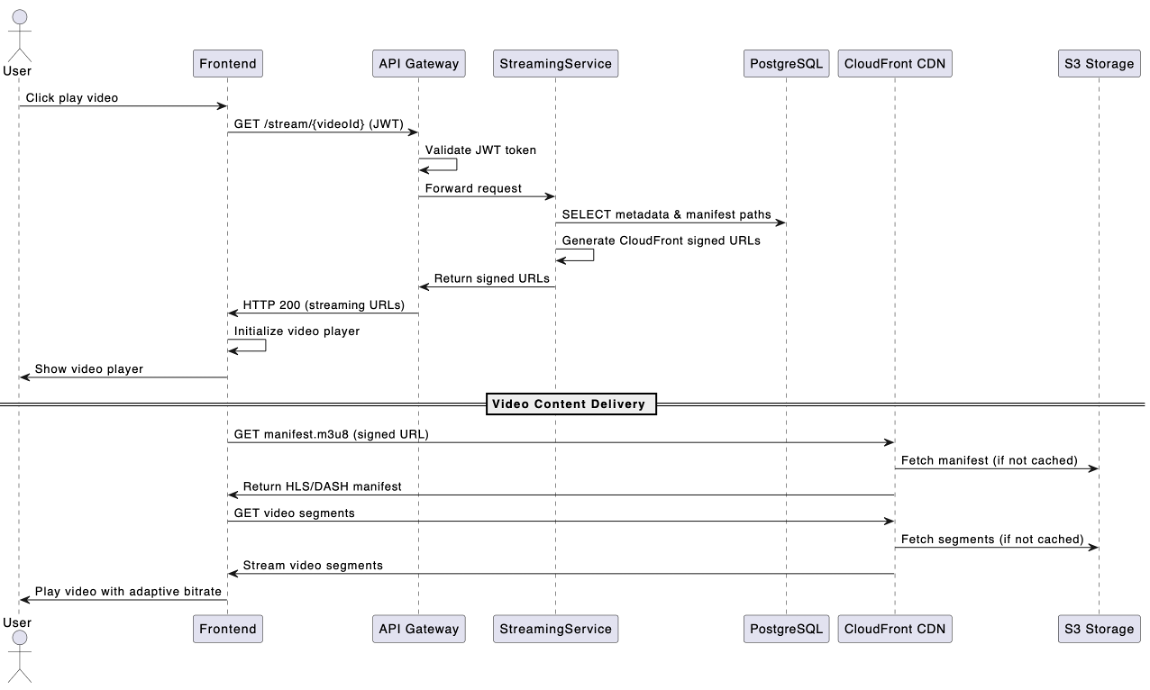 User
Frontend
API Gateway
StreamingService
PostgreSQL
CloudFront CDN
S3 Storage
Click play video
GET /stream/{videoId} (JWT)
Validate JWT token
Forward request
SELECT metadata & manifest paths
Generate CloudFront signed URLs
Return signed URLs
HTTP 200 (streaming URLs)
Initialize video player
Show video player
Video Content Delivery
GET manifest.m3u8 (signed URL)
Fetch manifest (if not cached)
Return HLS/DASH manifest
GET video segments
Fetch segments (if not cached)
Stream video segments
Play video with adaptive bitrate
User
Frontend
API Gateway
StreamingService
PostgreSQL
CloudFront CDN
S3 Storage